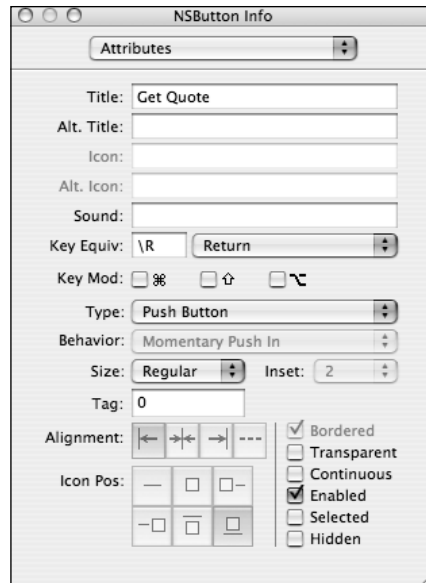 NSButton Info
Attributes
Title: Get Quote
Alt. Title:
Icon:
Alt. Icon:
Sound:
Key Equiv: \R Return
Key Mod: ⌘ ⇧ ⌥
Type: Push Button
Behavior: Momentary Push In
Size: Regular Inset: 2
Tag: 0
Alignment:
Bordered
Transparent
Icon Pos:
Continuous
Enabled
Selected
Hidden